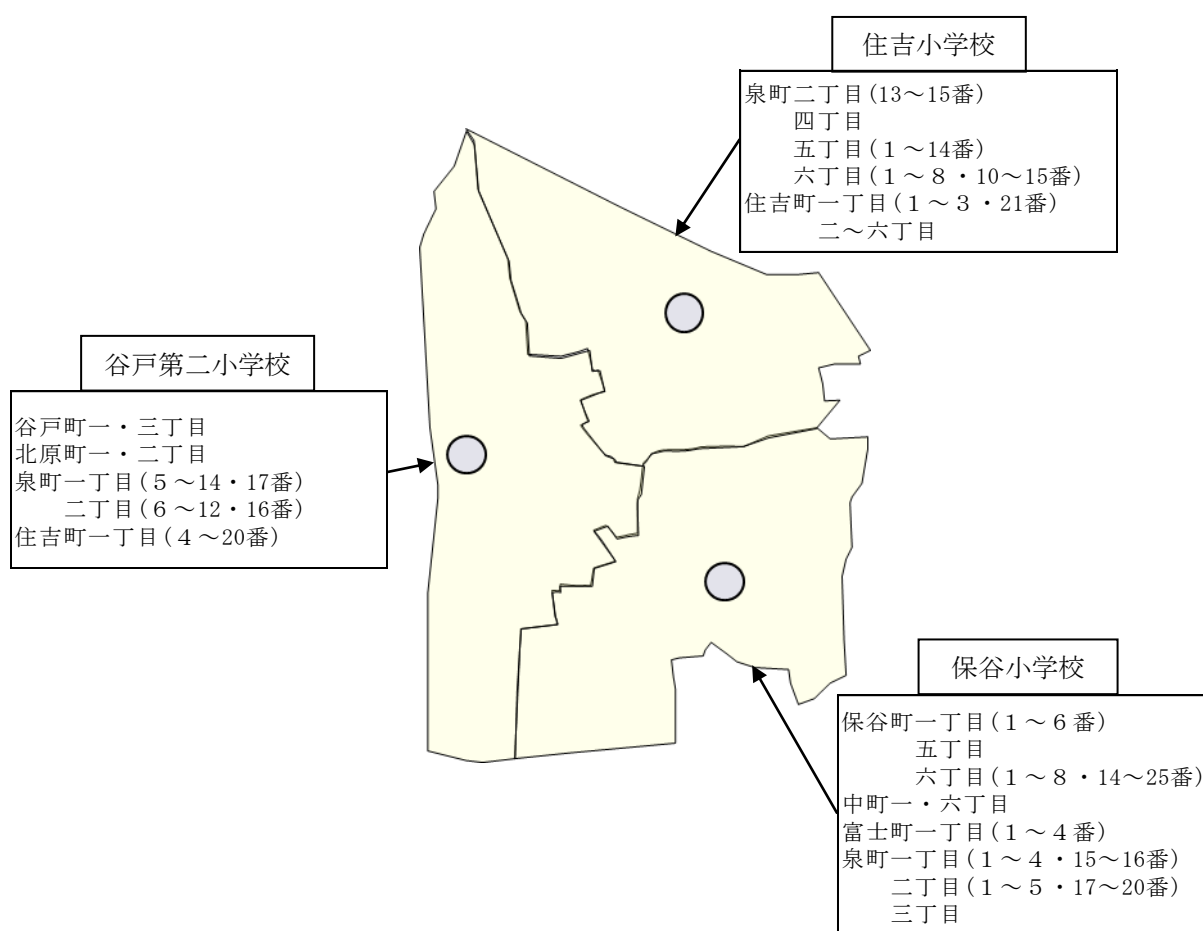 住吉小学校
泉町二丁目(13～15番)
四丁目
五丁目(１～14番)
六丁目(１～８・10～15番)
住吉町一丁目(１～３・21番)
二～六丁目
谷戸第二小学校
谷戸町一・三丁目
北原町一・二丁目
泉町一丁目(５～14・17番)
二丁目(６～12・16番)
住吉町一丁目(４～20番)
保谷小学校
保谷町一丁目(１～６番)
五丁目
六丁目(１～８・14～25番)
中町一・六丁目
富士町一丁目(１～４番)
泉町一丁目(１～４・15～16番)
二丁目(１～５・17～20番)
三丁目